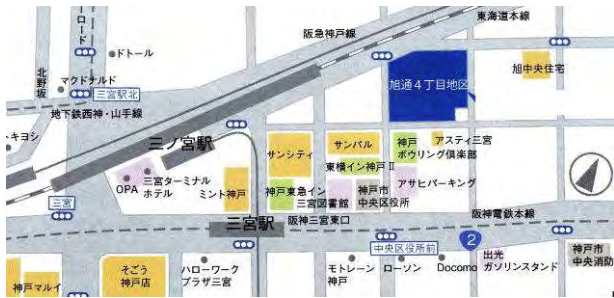 ーロード
ドトール
阪急神戸線
東海道本線
北野坂
マクドナルド
三宮駅北
地下鉄西神・山手線
旭通4丁目地区
旭中央住宅
トキヨシ
三ノ宮駅
サンシティ
サンパル
神戸
ボウリング倶楽部
アスティ三宮
東横イン神戸Ⅱ
OPA
三宮ターミナル
ホテル
ミント神戸
神戸東急イン
三宮図書館
神戸市
中央区役所
アサヒパーキング
三宮
三宮駅
阪神三宮東口
阪神電鉄本線
中央区役所前
2
神戸マルイ
そごう
神戸店
ハローワーク
プラザ三宮
モトレーン
神戸
ローソン
Docomo
出光
ガソリンスタンド
神戸市
中央消防